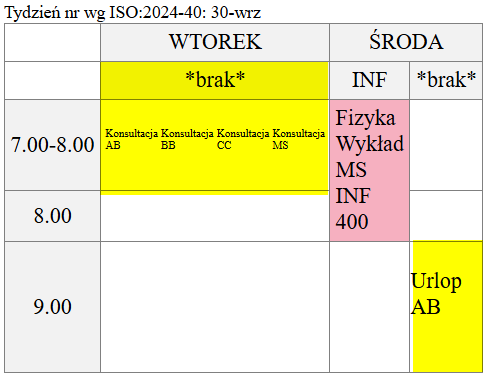 Tydzień nr wg ISO:2024-40: 30-wrz
WTOREK ŚRODA
*brak* INF *brak*
7.00-8.00
Konsultacja Konsultacja Konsultacja Konsultacja
AB BB CC MS
Fizyka
Wykład
MS
INF
400
8.00
9.00
Urlop
AB